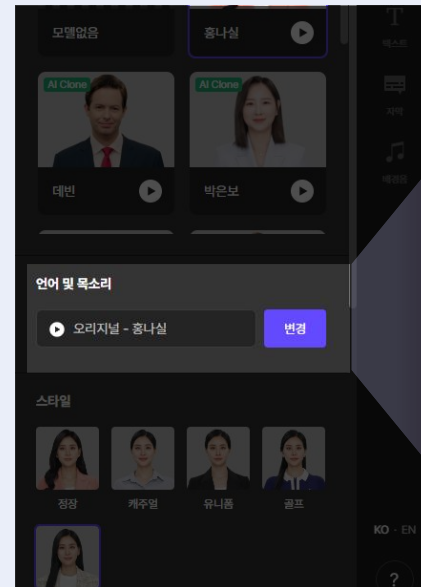 모델없음
홍나실
AI Clone
AI Clone
데빈
박은보
언어 및 목소리
오리지널 - 홍나실
변경
스타일
정장
캐주얼
유니폼
골프
T
텍스트
자막
배경음
KO · EN
?